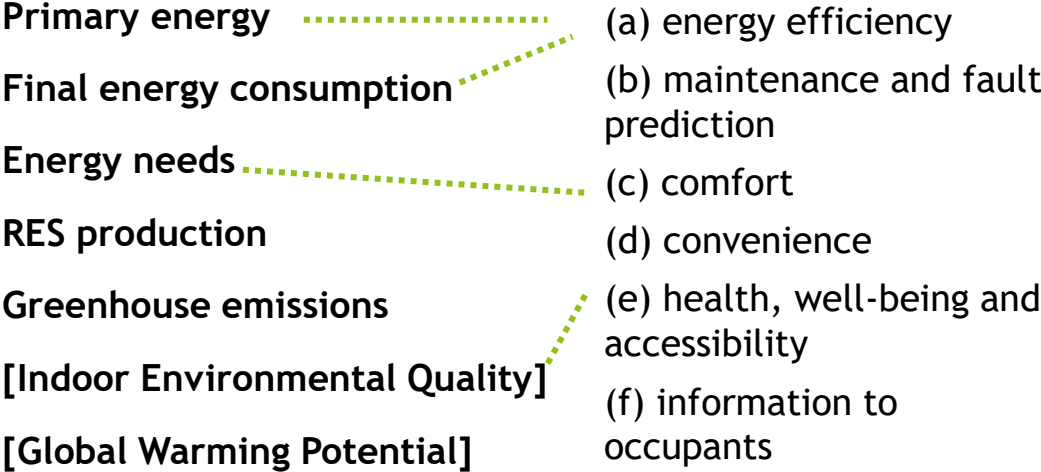 Primary energy
Final energy consumption
Energy needs
RES production
Greenhouse emissions
[Indoor Environmental Quality]
[Global Warming Potential]
(a) energy efficiency
(b) maintenance and fault
prediction
(c) comfort
(d) convenience
(e) health, well-being and
accessibility
(f) information to
occupants